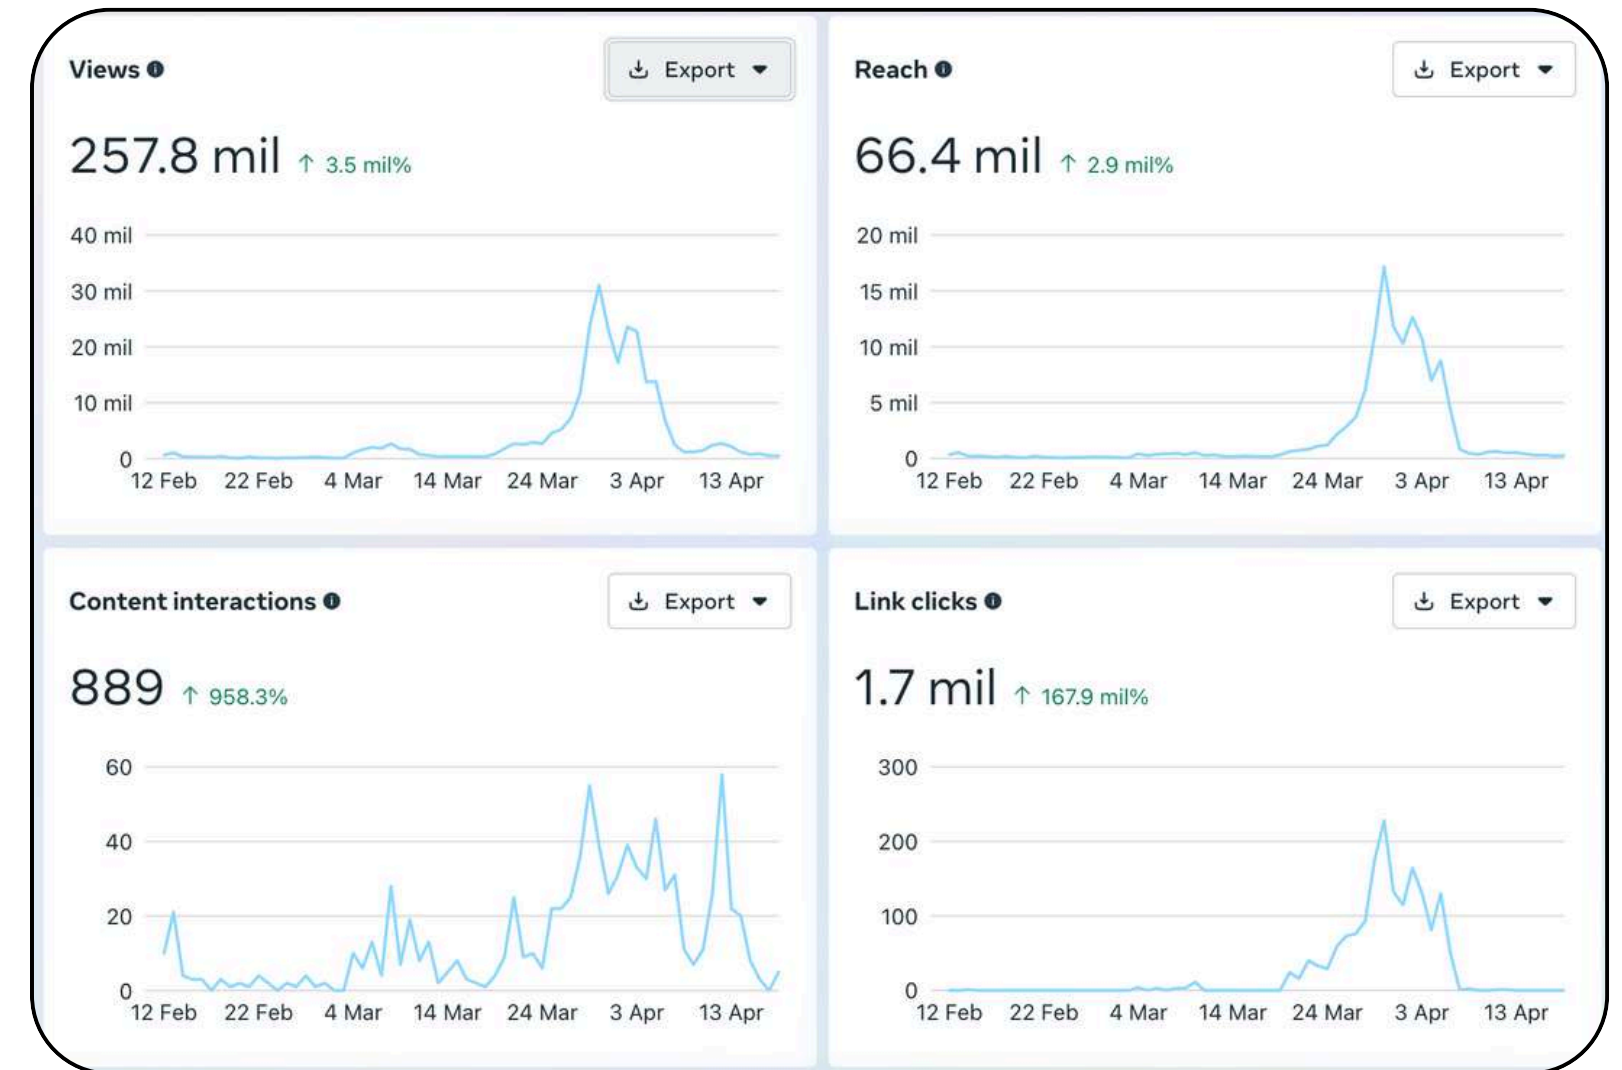 Views
Export
257.8 mil ↑ 3.5 mil%
40 mil
30 mil
20 mil
10 mil
0
12 Feb 22 Feb 4 Mar 14 Mar 24 Mar 3 Apr 13 Apr
Reach
Export
66.4 mil ↑ 2.9 mil%
20 mil
15 mil
10 mil
5 mil
0
12 Feb 22 Feb 4 Mar 14 Mar 24 Mar 3 Apr 13 Apr
Content interactions
Export
889 ↑ 958.3%
60
40
20
0
12 Feb 22 Feb 4 Mar 14 Mar 24 Mar 3 Apr 13 Apr
Link clicks
Export
1.7 mil ↑ 167.9 mil%
300
200
100
0
12 Feb 22 Feb 4 Mar 14 Mar 24 Mar 3 Apr 13 Apr